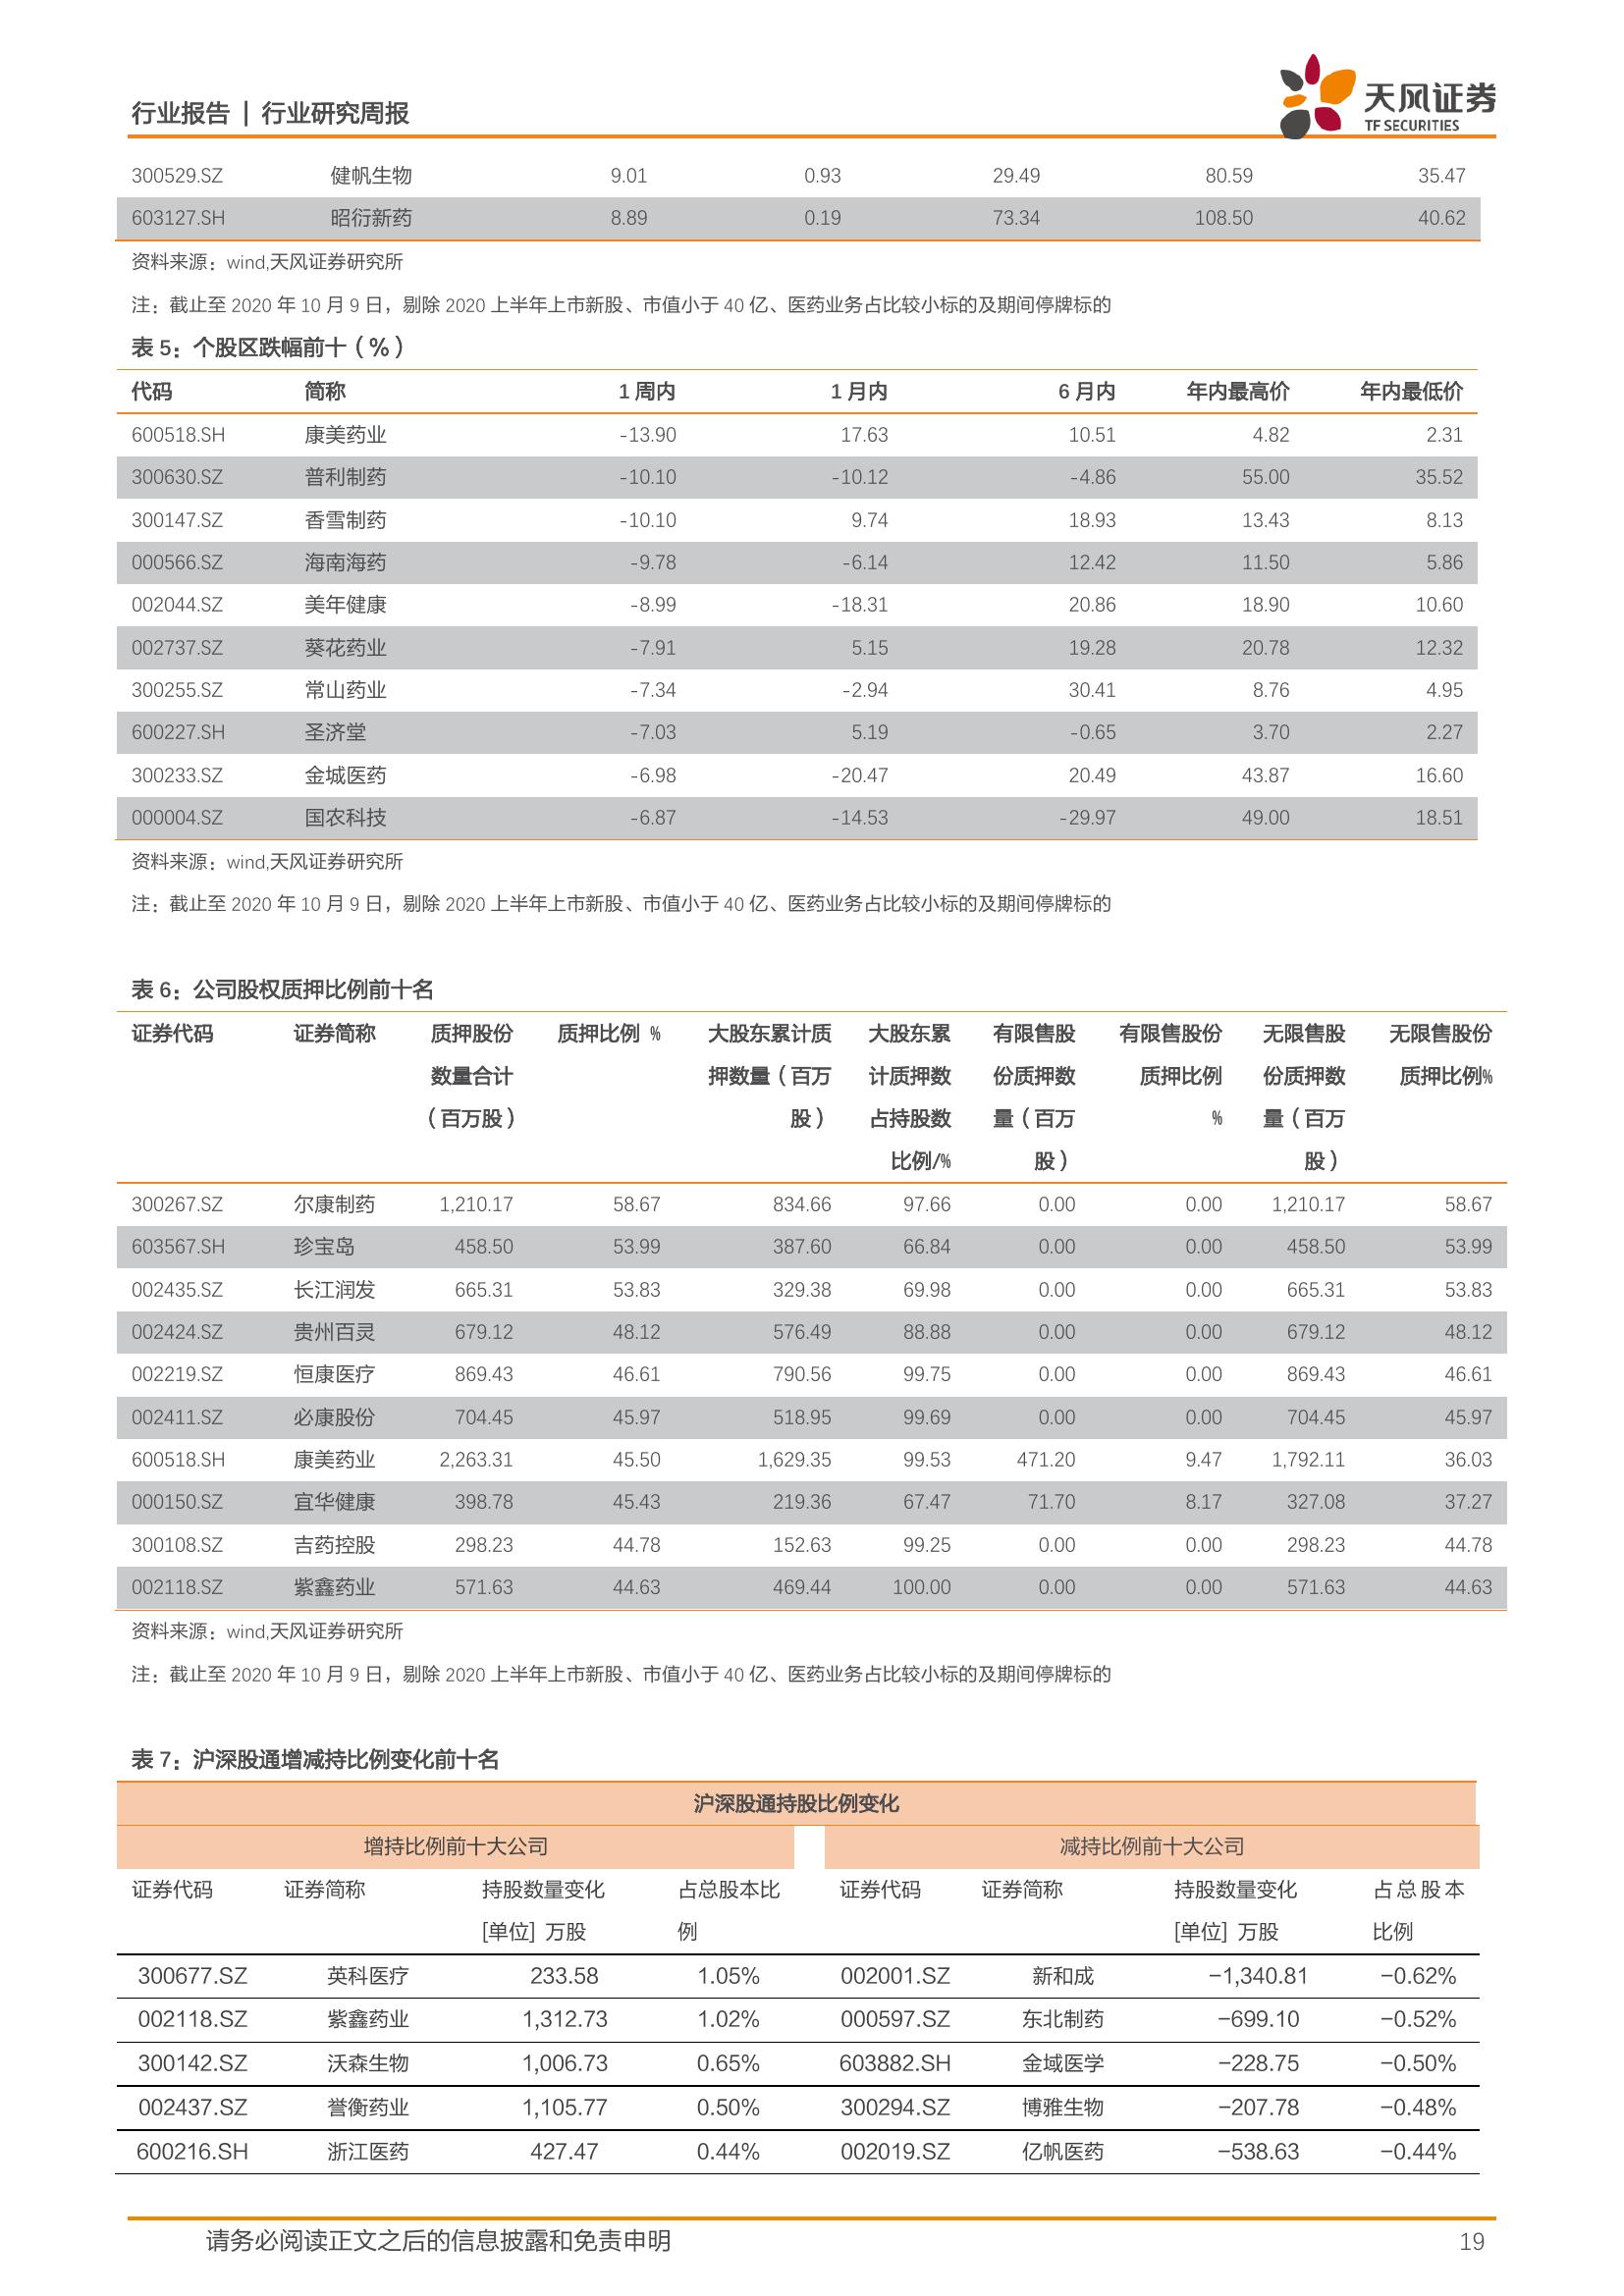 行业报告 | 行业研究周报
天风证券
TF SECURITIES
300529.SZ 健帆生物 9.01 0.93 29.49 80.59 35.47
603127.SH 昭衍新药 8.89 0.19 73.34 108.50 40.62
资料来源：wind,天风证券研究所
注：截止至 2020 年 10 月 9 日，剔除 2020 上半年上市新股、市值小于 40 亿、医药业务占比较小标的及期间停牌标的
表 5：个股区跌幅前十（%）
代码 简称 1 周内 1 月内 6 月内 年内最高价 年内最低价
600518.SH 康美药业 -13.90 17.63 10.51 4.82 2.31
300630.SZ 普利制药 -10.10 -10.12 -4.86 55.00 35.52
300147.SZ 香雪制药 -10.10 9.74 18.93 13.43 8.13
000566.SZ 海南海药 -9.78 -6.14 12.42 11.50 5.86
002044.SZ 美年健康 -8.99 -18.31 20.86 18.90 10.60
002737.SZ 葵花药业 -7.91 5.15 19.28 20.78 12.32
300255.SZ 常山药业 -7.34 -2.94 30.41 8.76 4.95
600227.SH 圣济堂 -7.03 5.19 -0.65 3.70 2.27
300233.SZ 金城医药 -6.98 -20.47 20.49 43.87 16.60
000004.SZ 国农科技 -6.87 -14.53 -29.97 49.00 18.51
资料来源：wind,天风证券研究所
注：截止至 2020 年 10 月 9 日，剔除 2020 上半年上市新股、市值小于 40 亿、医药业务占比较小标的及期间停牌标的
表 6：公司股权质押比例前十名
证券代码 证券简称 质押股份 质押比例 % 大股东累计质 大股东累 有限售股 有限售股份 无限售股 无限售股份
数量合计 押数量（百万 计质押数 份质押数 质押比例 份质押数 质押比例%
（百万股） 股） 占持股数 量（百万 % 量（百万
比例/% 股） 股）
300267.SZ 尔康制药 1,210.17 58.67 834.66 97.66 0.00 0.00 1,210.17 58.67
603567.SH 珍宝岛 458.50 53.99 387.60 66.84 0.00 0.00 458.50 53.99
002435.SZ 长江润发 665.31 53.83 329.38 69.98 0.00 0.00 665.31 53.83
002424.SZ 贵州百灵 679.12 48.12 576.49 88.88 0.00 0.00 679.12 48.12
002219.SZ 恒康医疗 869.43 46.61 790.56 99.75 0.00 0.00 869.43 46.61
002411.SZ 必康股份 704.45 45.97 518.95 99.69 0.00 0.00 704.45 45.97
600518.SH 康美药业 2,263.31 45.50 1,629.35 99.53 471.20 9.47 1,792.11 36.03
000150.SZ 宜华健康 398.78 45.43 219.36 67.47 71.70 8.17 327.08 37.27
300108.SZ 吉药控股 298.23 44.78 152.63 99.25 0.00 0.00 298.23 44.78
002118.SZ 紫鑫药业 571.63 44.63 469.44 100.00 0.00 0.00 571.63 44.63
资料来源：wind,天风证券研究所
注：截止至 2020 年 10 月 9 日，剔除 2020 上半年上市新股、市值小于 40 亿、医药业务占比较小标的及期间停牌标的
表 7：沪深股通增减持比例变化前十名
沪深股通持股比例变化
增持比例前十大公司 减持比例前十大公司
证券代码 证券简称 持股数量变化 占总股本比 证券代码 证券简称 持股数量变化 占总股本
[单位] 万股 例 [单位] 万股 比例
300677.SZ 英科医疗 233.58 1.05% 002001.SZ 新和成 −1,340.81 −0.62%
002118.SZ 紫鑫药业 1,312.73 1.02% 000597.SZ 东北制药 −699.10 −0.52%
300142.SZ 沃森生物 1,006.73 0.65% 603882.SH 金域医学 −228.75 −0.50%
002437.SZ 誉衡药业 1,105.77 0.50% 300294.SZ 博雅生物 −207.78 −0.48%
600216.SH 浙江医药 427.47 0.44% 002019.SZ 亿帆医药 −538.63 −0.44%
请务必阅读正文之后的信息披露和免责申明 19